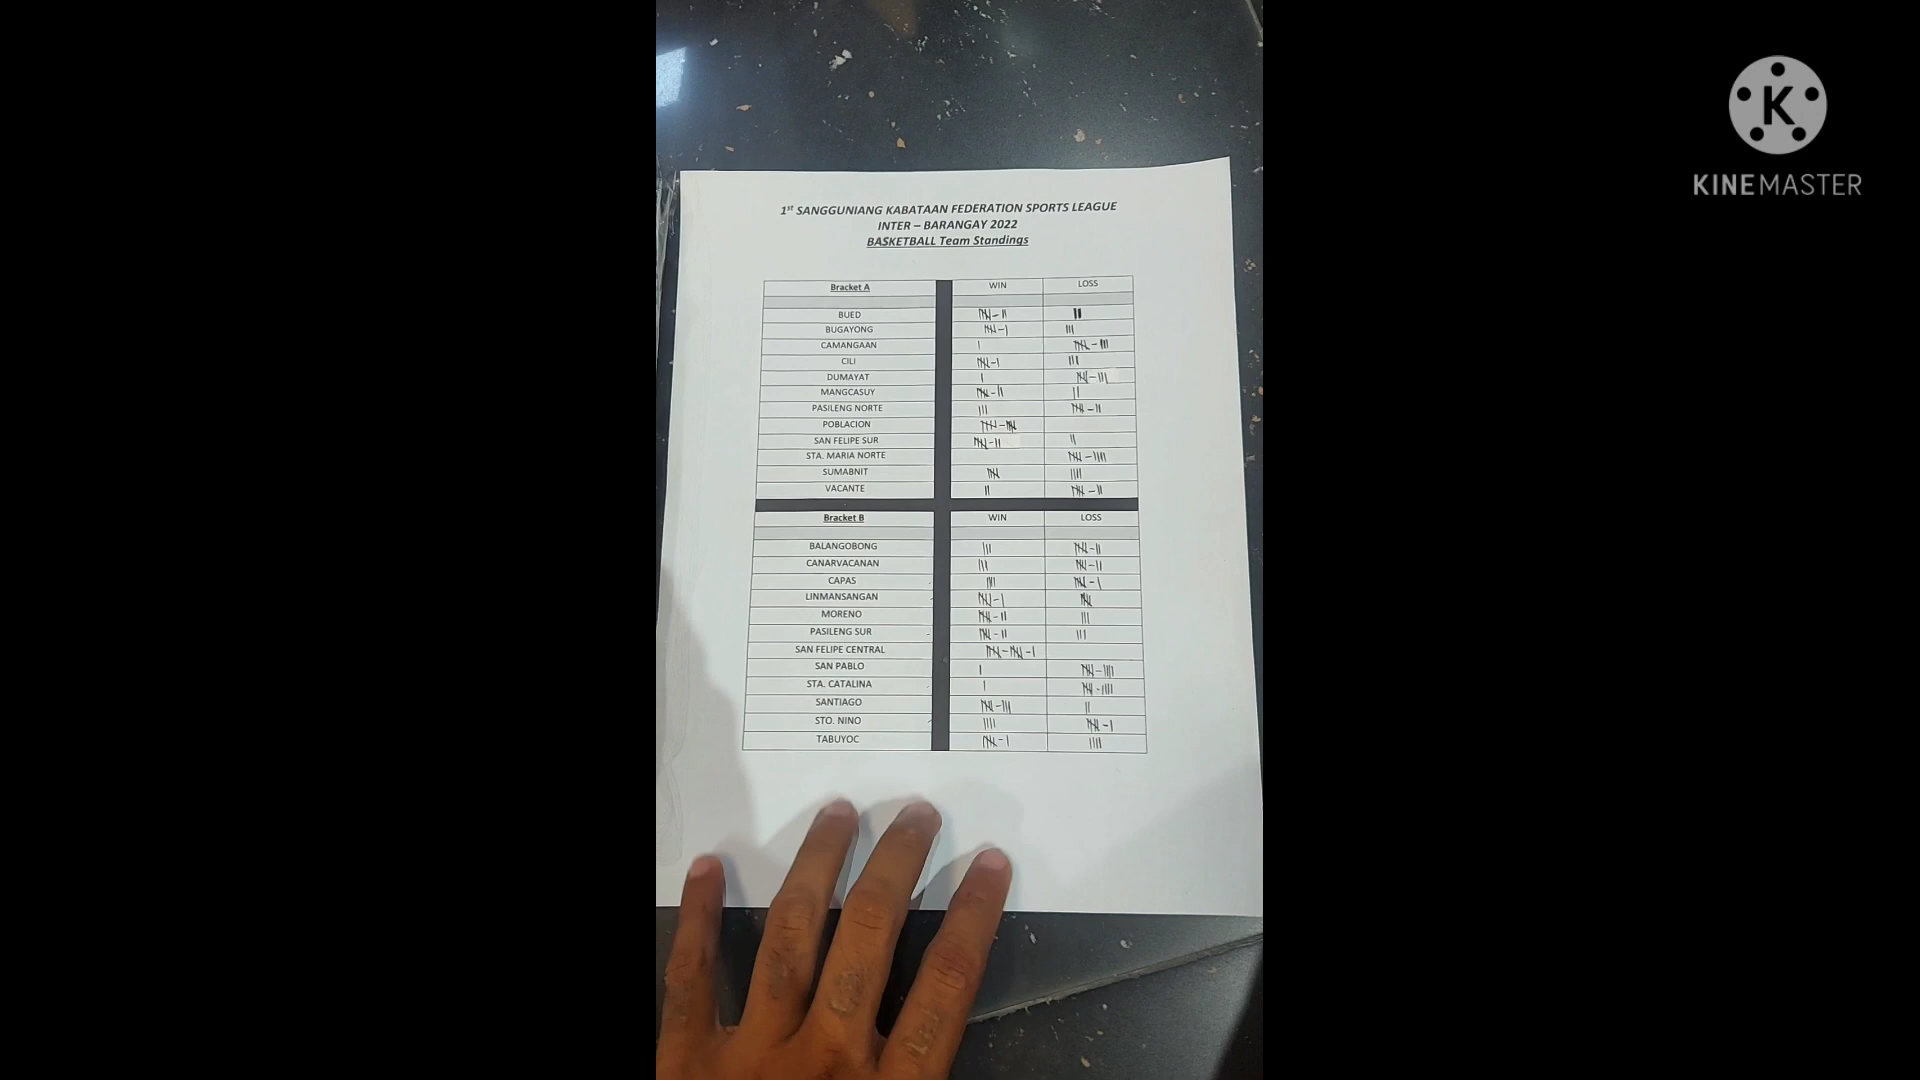 1st SANGGUNIANG KABATAAN FEDERATION SPORTS LEAGUE
INTER – BARANGAY 2022
BASKETBALL Team Standings
Bracket A WIN LOSS
BUED
BUGAYONG
CAMANGAAN
CILI
DUMAYAT
MANGCASUY
PASILENG NORTE
POBLACION
SAN FELIPE SUR
STA. MARIA NORTE
SUMABNIT
VACANTE
Bracket B WIN LOSS
BALANGOBONG
CANARVACANAN
CAPAS
LINMANSANGAN
MORENO
PASILENG SUR
SAN FELIPE CENTRAL
SAN PABLO
STA. CATALINA
SANTIAGO
STO. NINO
TABUYOC
K
KINEMASTER